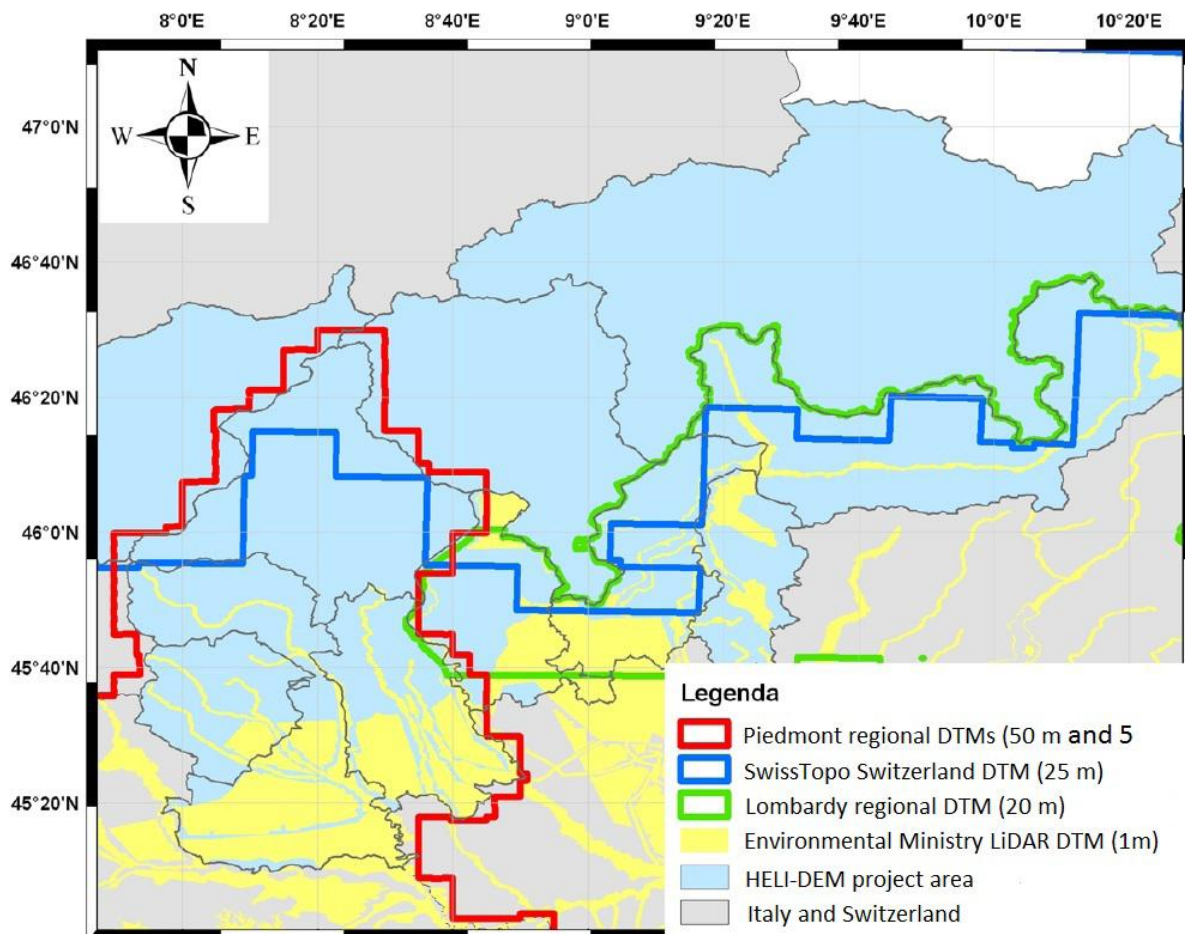 8°0'E 8°20'E 8°40'E 9°0'E 9°20'E 9°40'E 10°0'E 10°20'E
N
W E
S
47°0'N
46°40'N
46°20'N
46°0'N
45°40'N
45°20'N
Legenda
Piedmont regional DTMs (50 m and 5
SwissTopo Switzerland DTM (25 m)
Lombardy regional DTM (20 m)
Environmental Ministry LiDAR DTM (1m)
HELI-DEM project area
Italy and Switzerland